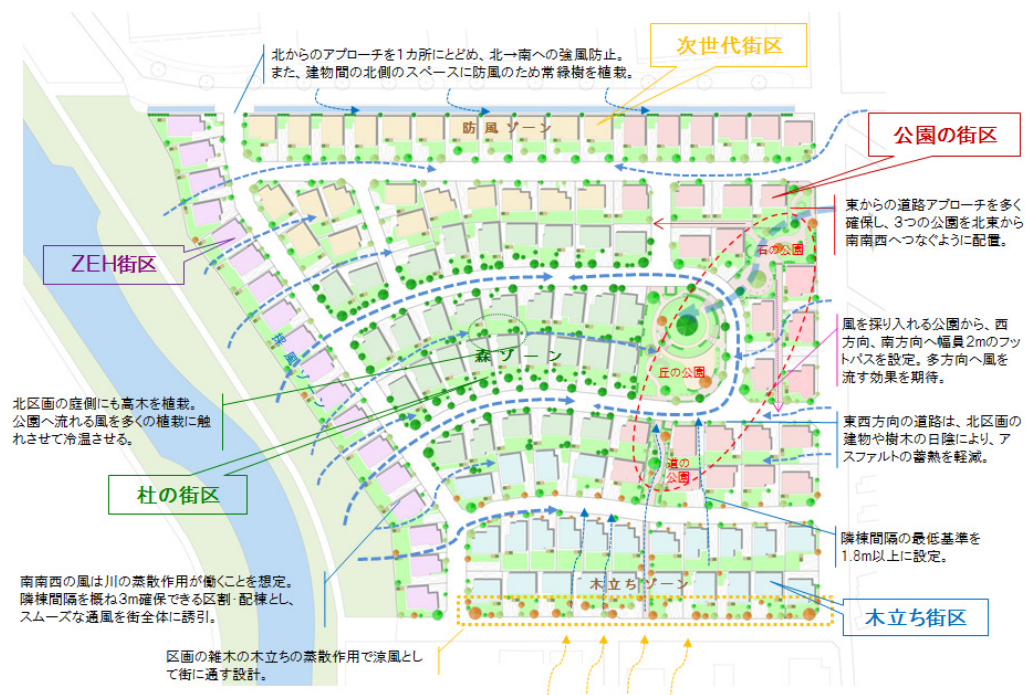 北からのアプローチを1カ所にとどめ、北→南への強風防止。
また、建物間の北側のスペースに防風のため常緑樹を植栽。
次世代街区
防風ゾーン
公園の街区
東からの道路アプローチを多く
確保し、3つの公園を北東から
南南西へつなぐように配置。
石の公園
ZEH街区
採風ゾーン
風を採り入れる公園から、西
方向、南方向へ幅員2mのフット
パスを設定。多方向へ風を
流す効果を期待。
森ゾーン
丘の公園
北区画の庭側にも高木を植栽。
公園へ流れる風を多くの植栽に触
れさせて冷温させる。
東西方向の道路は、北区画の
建物や樹木の日陰により、ア
スファルトの蓄熱を軽減。
道の
公園
杜の街区
隣棟間隔の最低基準を
1.8m以上に設定。
南南西の風は川の蒸散作用が働くことを想定。
隣棟間隔を概ね3m確保できる区割・配棟とし、
スムーズな通風を街全体に誘引。
木立ちゾーン
木立ち街区
区画の雑木の木立ちの蒸散作用で涼風とし
て街に通す設計。